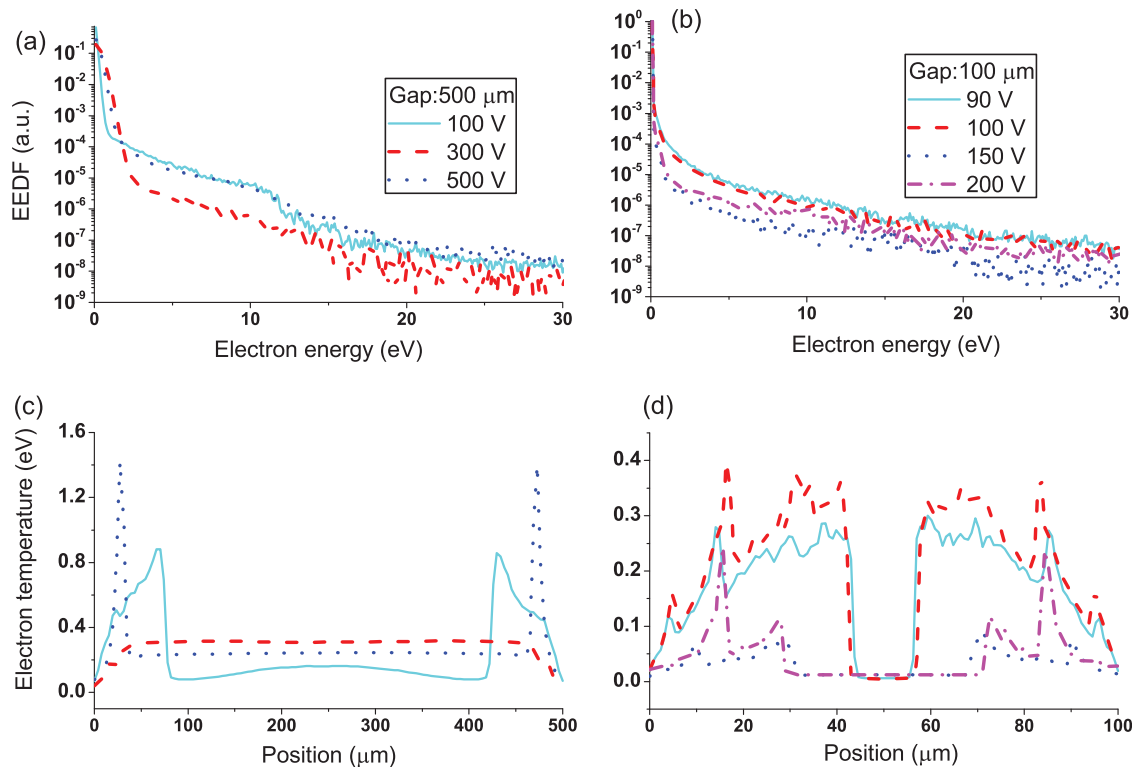 (a)
EEDF (a.u.)
10^-1
10^-2
10^-3
10^-4
10^-5
10^-6
10^-7
10^-8
10^-9
Gap:500 μm
100 V
300 V
500 V
0 10 20 30
Electron energy (eV)
(b)
10^0
10^-1
10^-2
10^-3
10^-4
10^-5
10^-6
10^-7
10^-8
10^-9
Gap:100 μm
90 V
100 V
150 V
200 V
0 10 20 30
Electron energy (eV)
(c)
Electron temperature (eV)
1.6
1.2
0.8
0.4
0.0
0 100 200 300 400 500
Position (μm)
(d)
0.4
0.3
0.2
0.1
0.0
0 20 40 60 80 100
Position (μm)